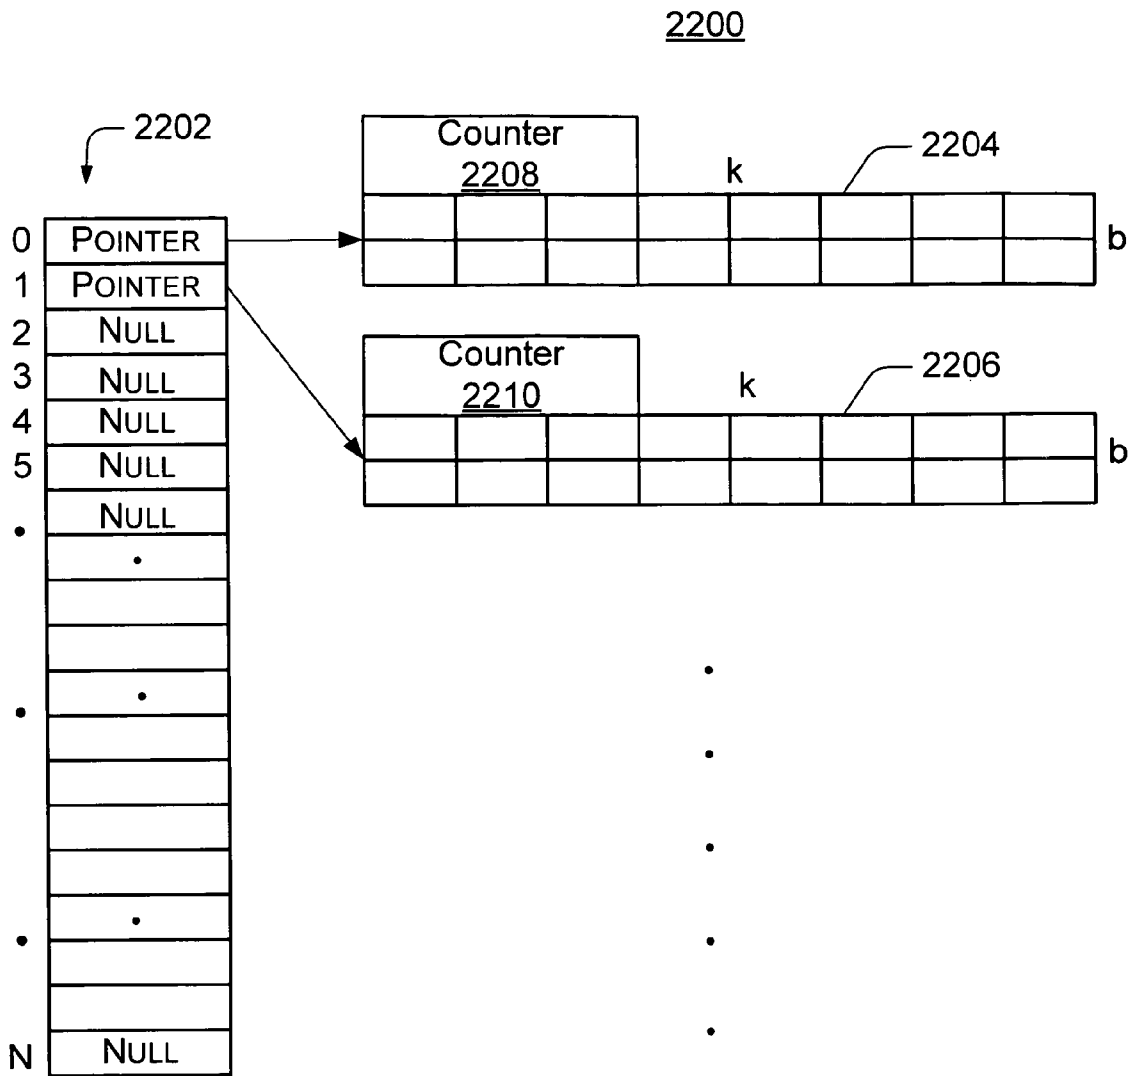 2200
2202
Counter
2208
k
2204
b
0 POINTER
1 POINTER
2 NULL
3 NULL
4 NULL
5 NULL
NULL
N NULL
Counter
2210
k
2206
b